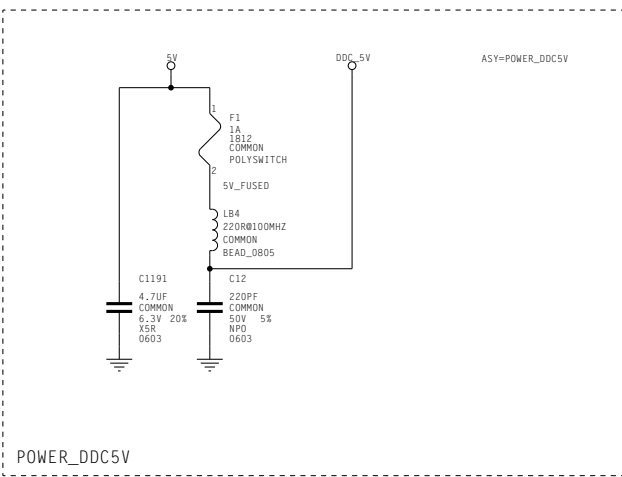 5V
DDC_5V
ASY=POWER_DDC5V
1
F1
1A
1812
COMMON
POLYSWITCH
2
5V_FUSED
LB4
220R@100MHZ
COMMON
BEAD_0805
C1191
4.7UF
COMMON
6.3V 20%
X5R
0603
C12
220PF
COMMON
50V 5%
NPO
0603
POWER_DDC5V